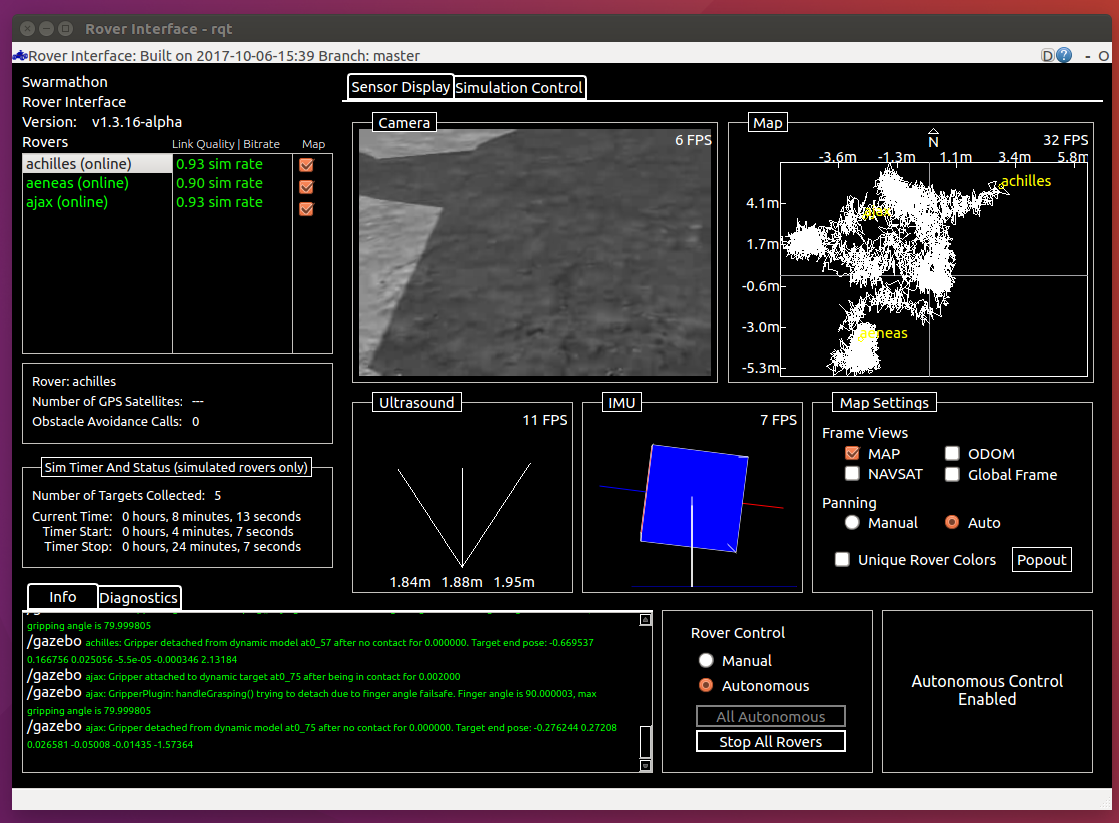 Rover Interface - rqt
Rover Interface: Built on 2017-10-06-15:39 Branch: master
D ? - O
Swarmathon
Rover Interface
Version: v1.3.16-alpha
Rovers Link Quality | Bitrate Map
achilles (online) 0.93 sim rate
aeneas (online) 0.90 sim rate
ajax (online) 0.93 sim rate
Rover: achilles
Number of GPS Satellites: ---
Obstacle Avoidance Calls: 0
Sim Timer And Status (simulated rovers only)
Number of Targets Collected: 5
Current Time: 0 hours, 8 minutes, 13 seconds
Timer Start: 0 hours, 4 minutes, 7 seconds
Timer Stop: 0 hours, 24 minutes, 7 seconds
Sensor Display Simulation Control
Camera
6 FPS
Map
N 32 FPS
-3.6m -1.3m 1.1m 3.4m 5.8m
achilles
4.1m
ajax
1.7m
-0.6m
-3.0m
aeneas
-5.3m
Ultrasound
11 FPS
1.84m 1.88m 1.95m
IMU
7 FPS
Map Settings
Frame Views
MAP ODOM
NAVSAT Global Frame
Panning
Manual Auto
Unique Rover Colors Popout
Info Diagnostics
gripping angle is 79.999805
/gazebo achilles: Gripper detached from dynamic model at0_57 after no contact for 0.000000. Target end pose: -0.669537
0.166756 0.025056 -5.5e-05 -0.000346 2.13184
/gazebo ajax: Gripper attached to dynamic target at0_75 after being in contact for 0.002000
/gazebo ajax: GripperPlugin: handleGrasping() trying to detach due to finger angle failsafe. Finger angle is 90.000003, max
gripping angle is 79.999805
/gazebo ajax: Gripper detached from dynamic model at0_75 after no contact for 0.000000. Target end pose: -0.276244 0.27208
0.026581 -0.05008 -0.01435 -1.57364
Rover Control
Manual
Autonomous
All Autonomous
Stop All Rovers
Autonomous Control
Enabled